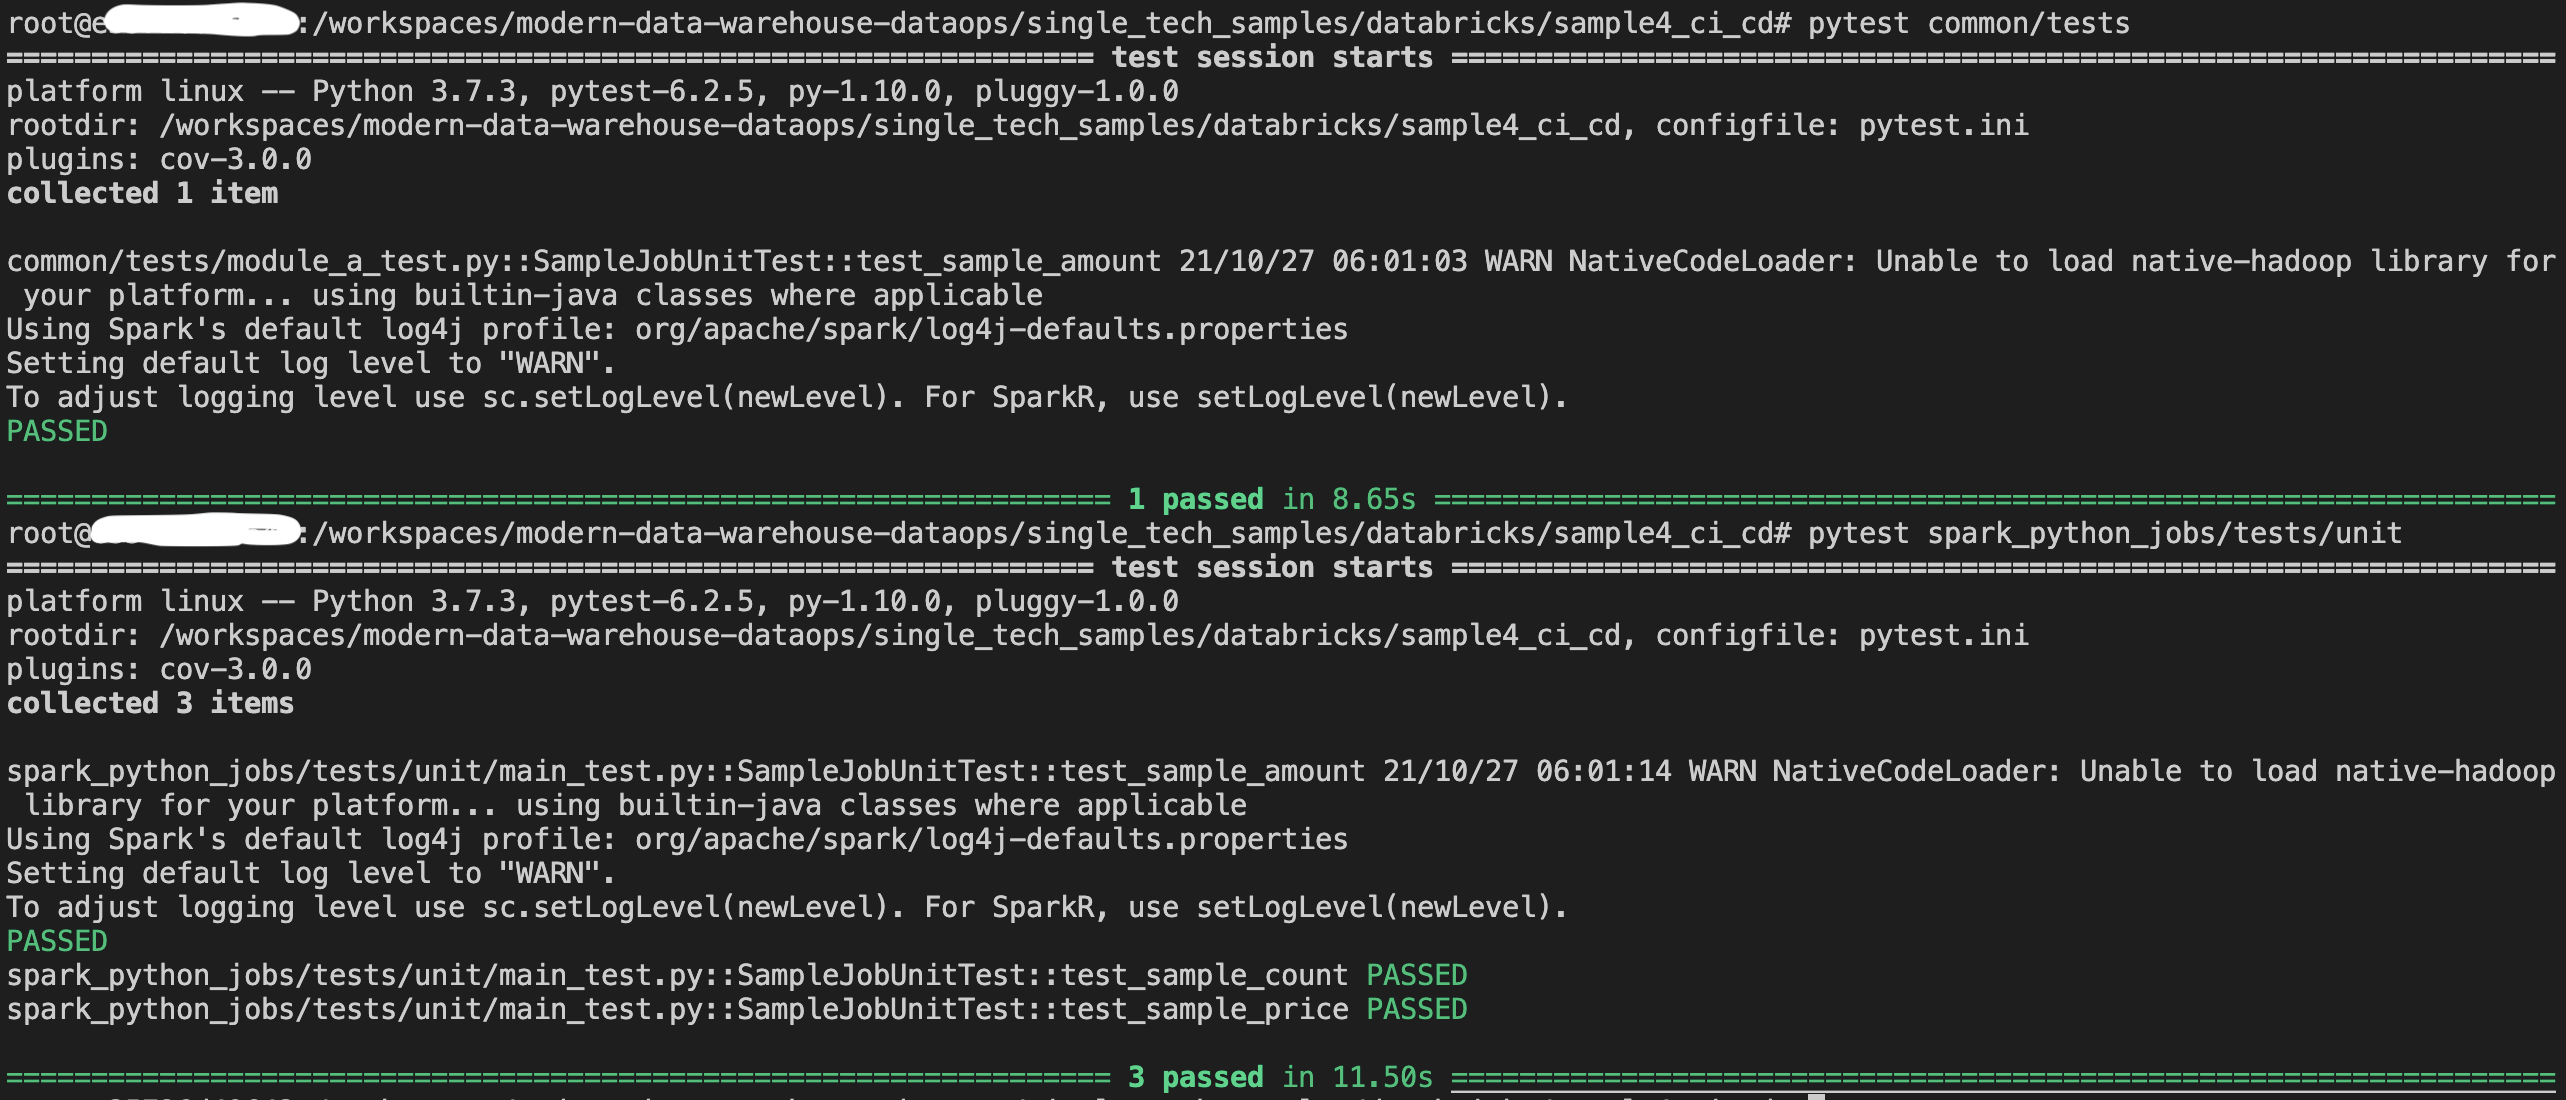 root@e :/workspaces/modern-data-warehouse-dataops/single_tech_samples/databricks/sample4_ci_cd# pytest common/tests
============================== test session starts ==============================
platform linux -- Python 3.7.3, pytest-6.2.5, py-1.10.0, pluggy-1.0.0
rootdir: /workspaces/modern-data-warehouse-dataops/single_tech_samples/databricks/sample4_ci_cd, configfile: pytest.ini
plugins: cov-3.0.0
collected 1 item
common/tests/module_a_test.py::SampleJobUnitTest::test_sample_amount 21/10/27 06:01:03 WARN NativeCodeLoader: Unable to load native-hadoop library for
your platform... using builtin-java classes where applicable
Using Spark's default log4j profile: org/apache/spark/log4j-defaults.properties
Setting default log level to "WARN".
To adjust logging level use sc.setLogLevel(newLevel). For SparkR, use setLogLevel(newLevel).
PASSED
============================== 1 passed in 8.65s ==============================
root@ :/workspaces/modern-data-warehouse-dataops/single_tech_samples/databricks/sample4_ci_cd# pytest spark_python_jobs/tests/unit
============================== test session starts ==============================
platform linux -- Python 3.7.3, pytest-6.2.5, py-1.10.0, pluggy-1.0.0
rootdir: /workspaces/modern-data-warehouse-dataops/single_tech_samples/databricks/sample4_ci_cd, configfile: pytest.ini
plugins: cov-3.0.0
collected 3 items
spark_python_jobs/tests/unit/main_test.py::SampleJobUnitTest::test_sample_amount 21/10/27 06:01:14 WARN NativeCodeLoader: Unable to load native-hadoop
library for your platform... using builtin-java classes where applicable
Using Spark's default log4j profile: org/apache/spark/log4j-defaults.properties
Setting default log level to "WARN".
To adjust logging level use sc.setLogLevel(newLevel). For SparkR, use setLogLevel(newLevel).
PASSED
spark_python_jobs/tests/unit/main_test.py::SampleJobUnitTest::test_sample_count PASSED
spark_python_jobs/tests/unit/main_test.py::SampleJobUnitTest::test_sample_price PASSED
============================== 3 passed in 11.50s ==============================